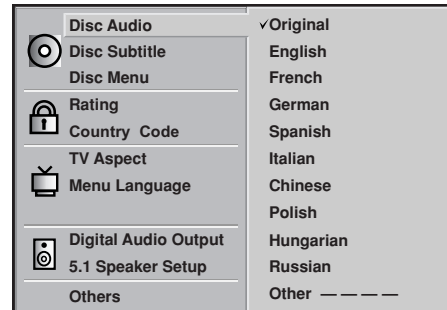 Disc Audio
Disc Subtitle
Disc Menu
Rating
Country Code
TV Aspect
Menu Language
Digital Audio Output
5.1 Speaker Setup
Others
✓Original
English
French
German
Spanish
Italian
Chinese
Polish
Hungarian
Russian
Other — — — —